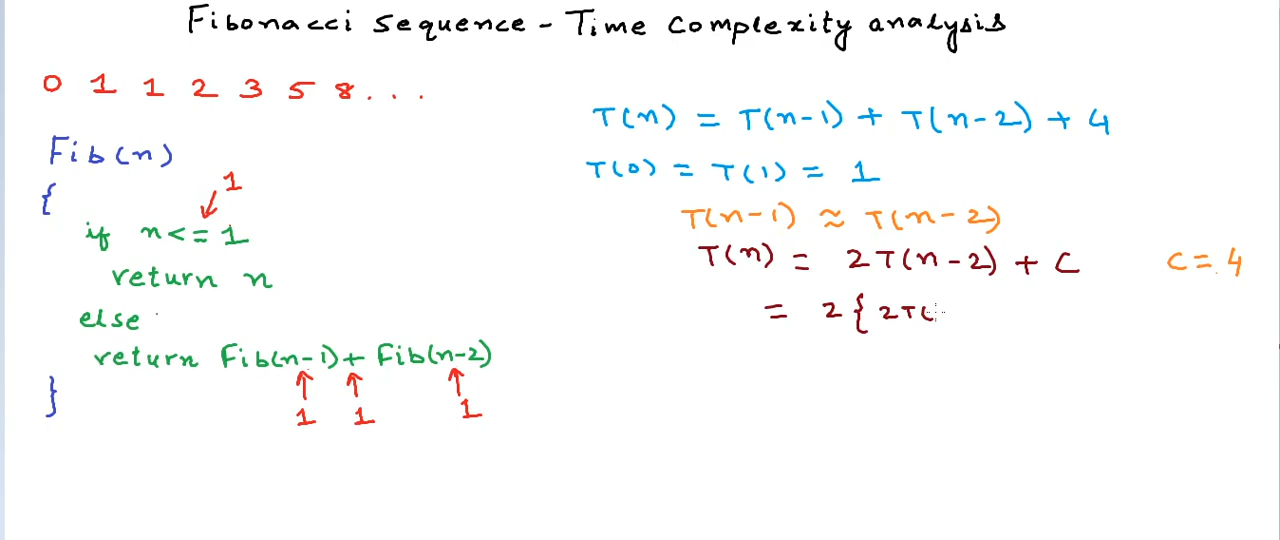 Fibonacci sequence - Time complexity analysis
0 1 1 2 3 5 8 . . .
Fib(n)
{
1
if n<=1
return n
else
return Fib(n-1)+Fib(n-2)
1 1 1
}
T(n) = T(n-1) + T(n-2) + 4
T(0) = T(1) = 1
T(n-1) ≈ T(n-2)
T(n) = 2T(n-2) + C C=4
= 2{2T(